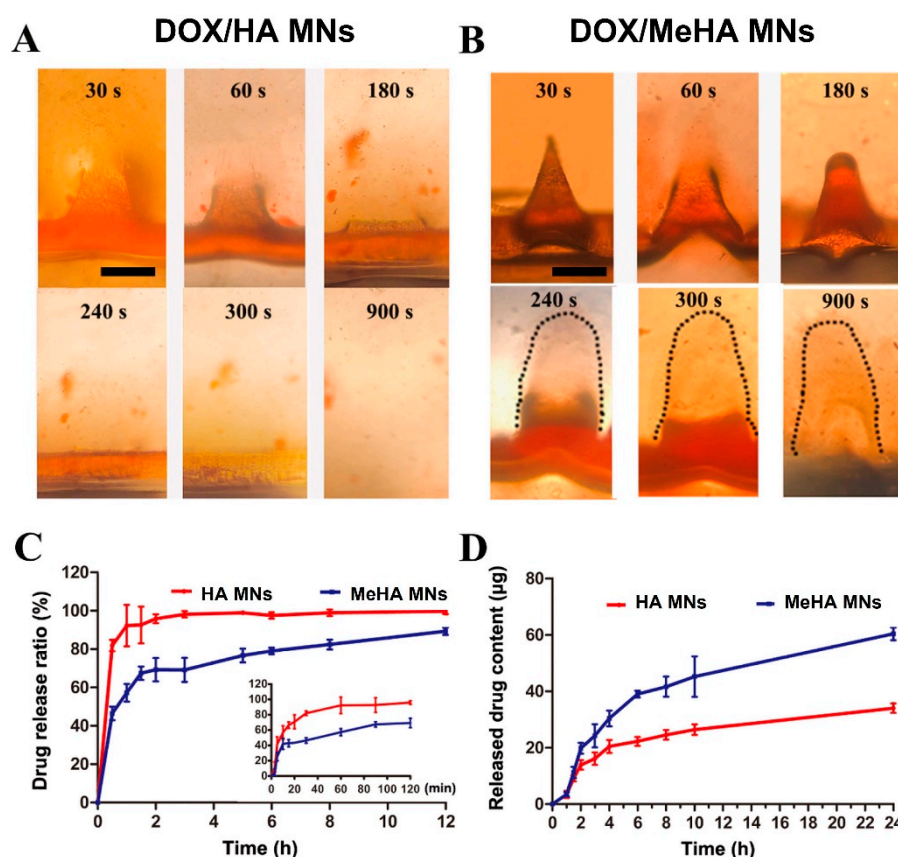 A DOX/HA MNs
30 s 60 s 180 s
240 s 300 s 900 s
B DOX/MeHA MNs
30 s 60 s 180 s
240 s 300 s 900 s
C
HA MNs MeHA MNs
Drug release ratio (%)
120
100
80
60
40
20
0
0 2 4 6 8 10 12
Time (h)
120
100
80
60
40
20
0
0 20 40 60 80 100 120 (min)
D
HA MNs MeHA MNs
Released drug content (μg)
80
60
40
20
0
0 2 4 6 8 10 12 14 16 18 20 22 24
Time (h)